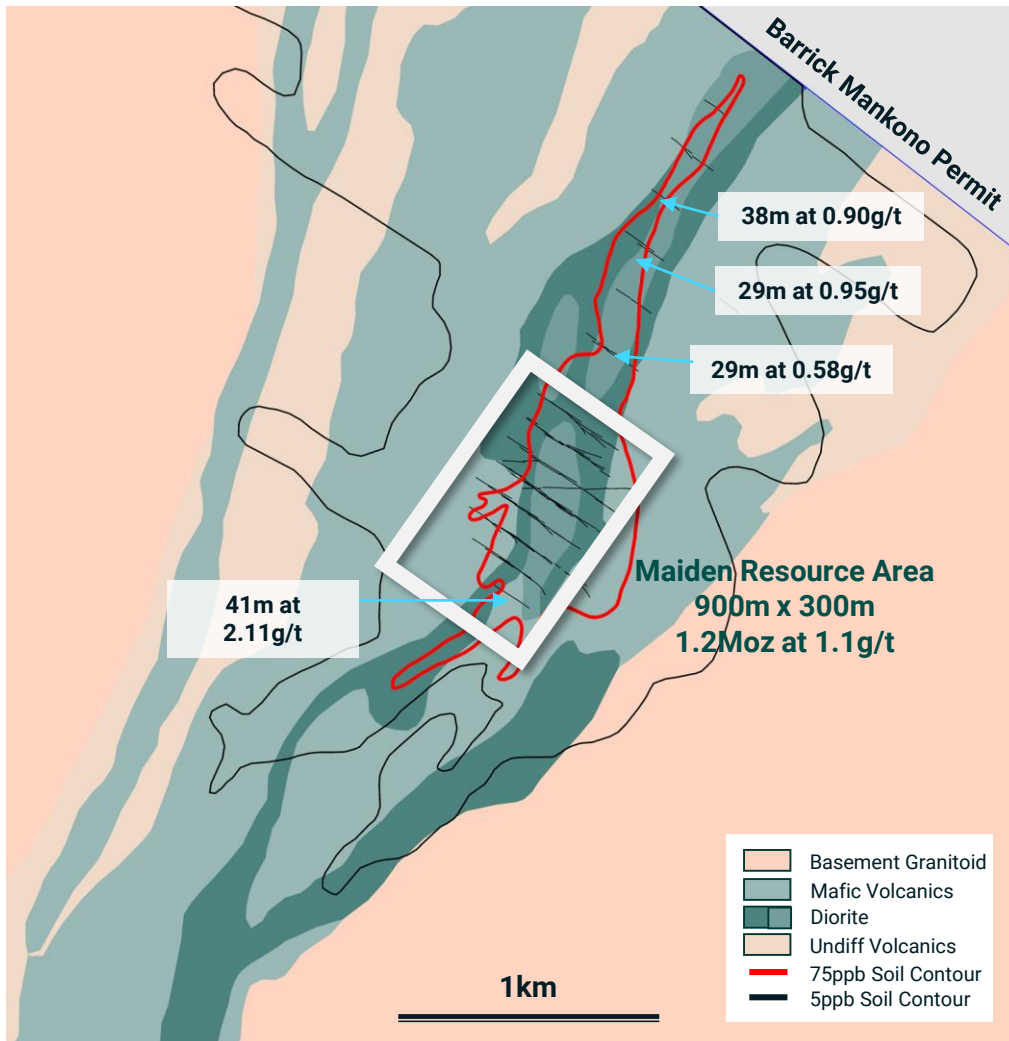 Barrick Mankono Permit
38m at 0.90g/t
29m at 0.95g/t
29m at 0.58g/t
Maiden Resource Area
900m x 300m
1.2Moz at 1.1g/t
41m at
2.11g/t
1km
Basement Granitoid
Mafic Volcanics
Diorite
Undiff Volcanics
75ppb Soil Contour
5ppb Soil Contour